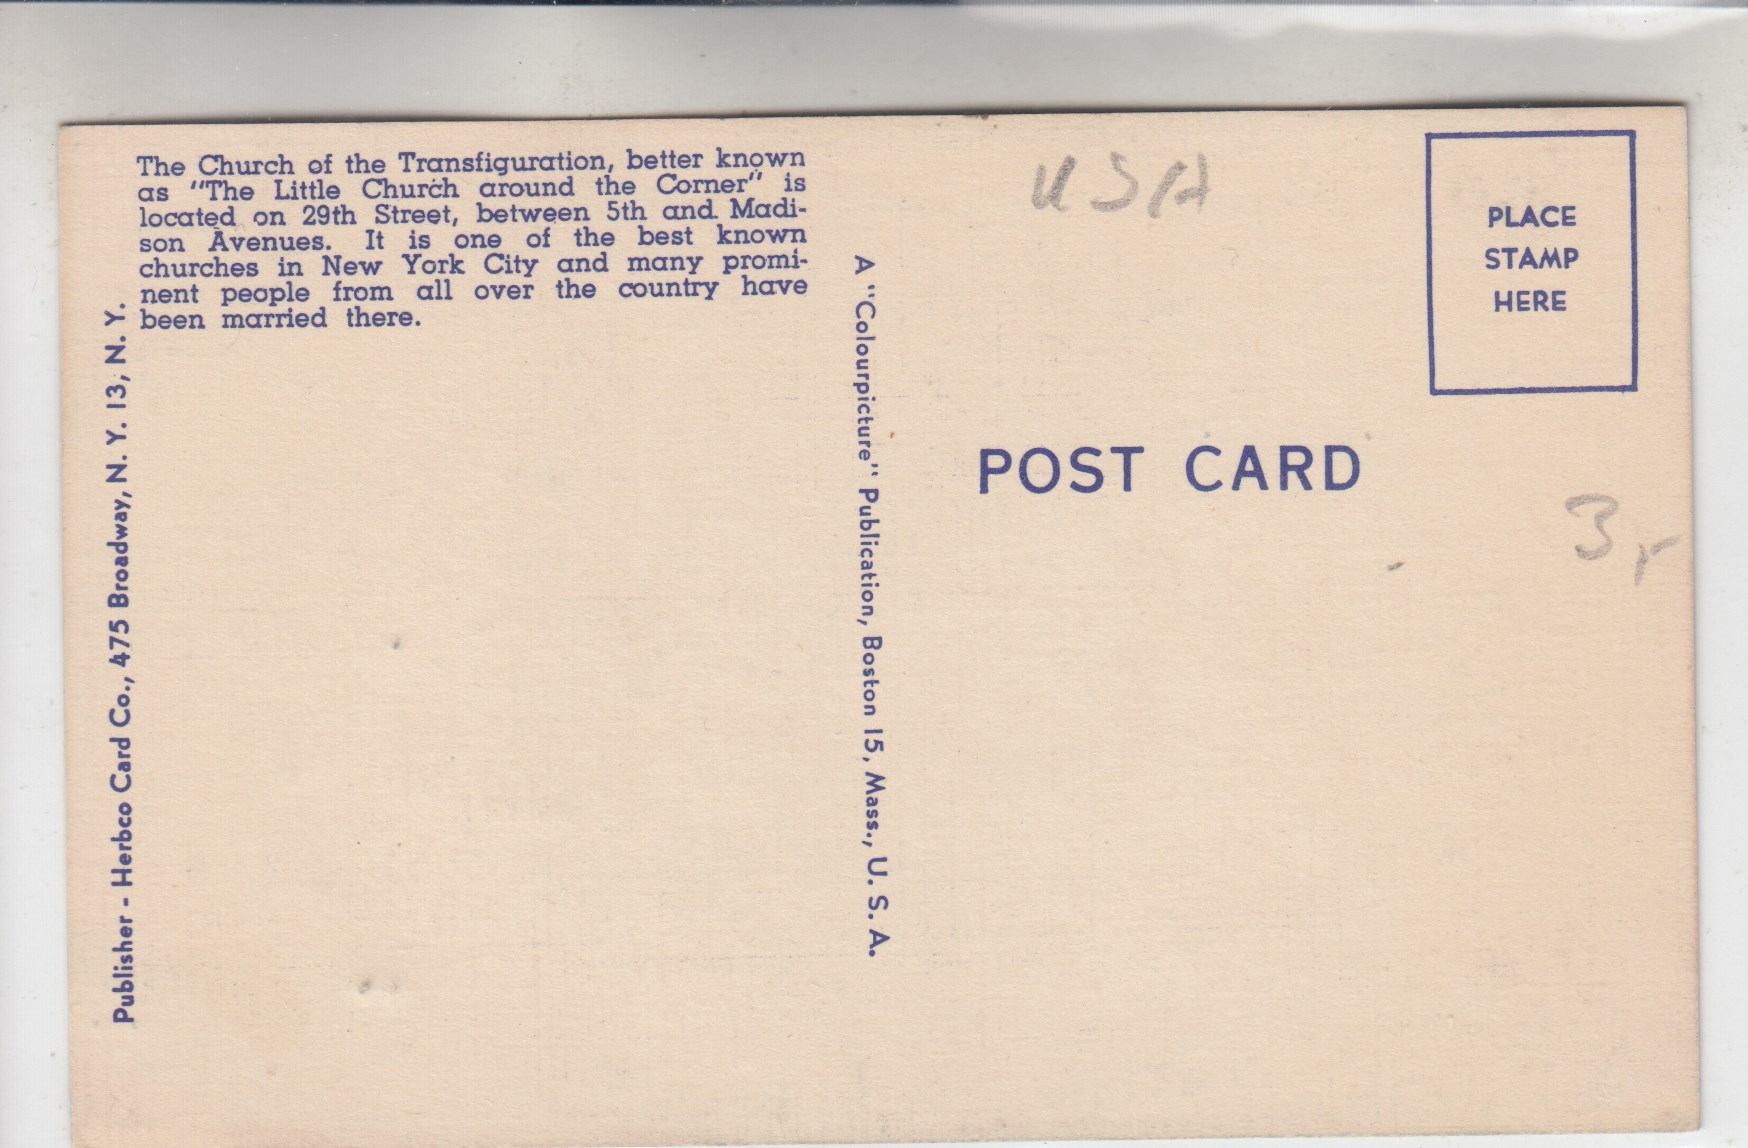 The Church of the Transfiguration, better known
as "The Little Church around the Corner" is
located on 29th Street, between 5th and Madi-
son Avenues. It is one of the best known
churches in New York City and many promi-
nent people from all over the country have
been married there.
Publisher - Herbco Card Co., 475 Broadway, N. Y. 13, N. Y.
A "Colourpicture" Publication, Boston 15, Mass., U. S. A.
USA
PLACE
STAMP
HERE
POST CARD
3,-